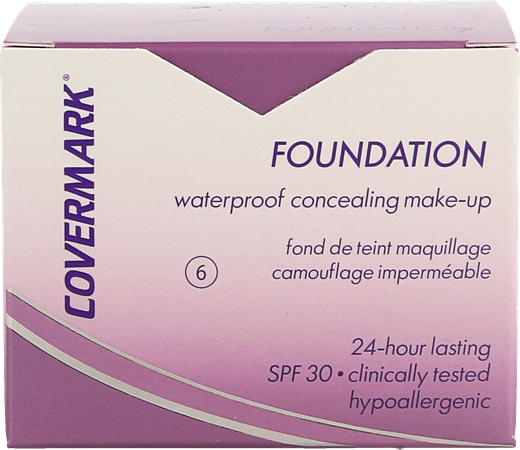 COVERMARK®
FOUNDATION
waterproof concealing make-up
fond de teint maquillage
camouflage imperméable
6
24-hour lasting
SPF 30 • clinically tested
hypoallergenic